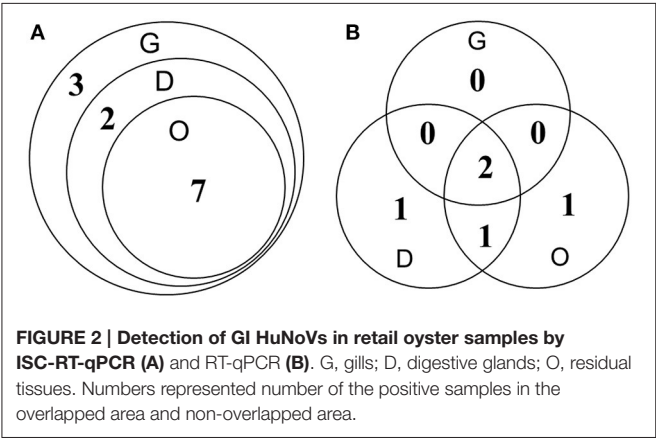 A
B
G
G
3
D
0
2
O
0
0
7
2
1
1
1
D
O
FIGURE 2 | Detection of GI HuNoVs in retail oyster samples by
ISC-RT-qPCR (A) and RT-qPCR (B). G, gills; D, digestive glands; O, residual
tissues. Numbers represented number of the positive samples in the
overlapped area and non-overlapped area.